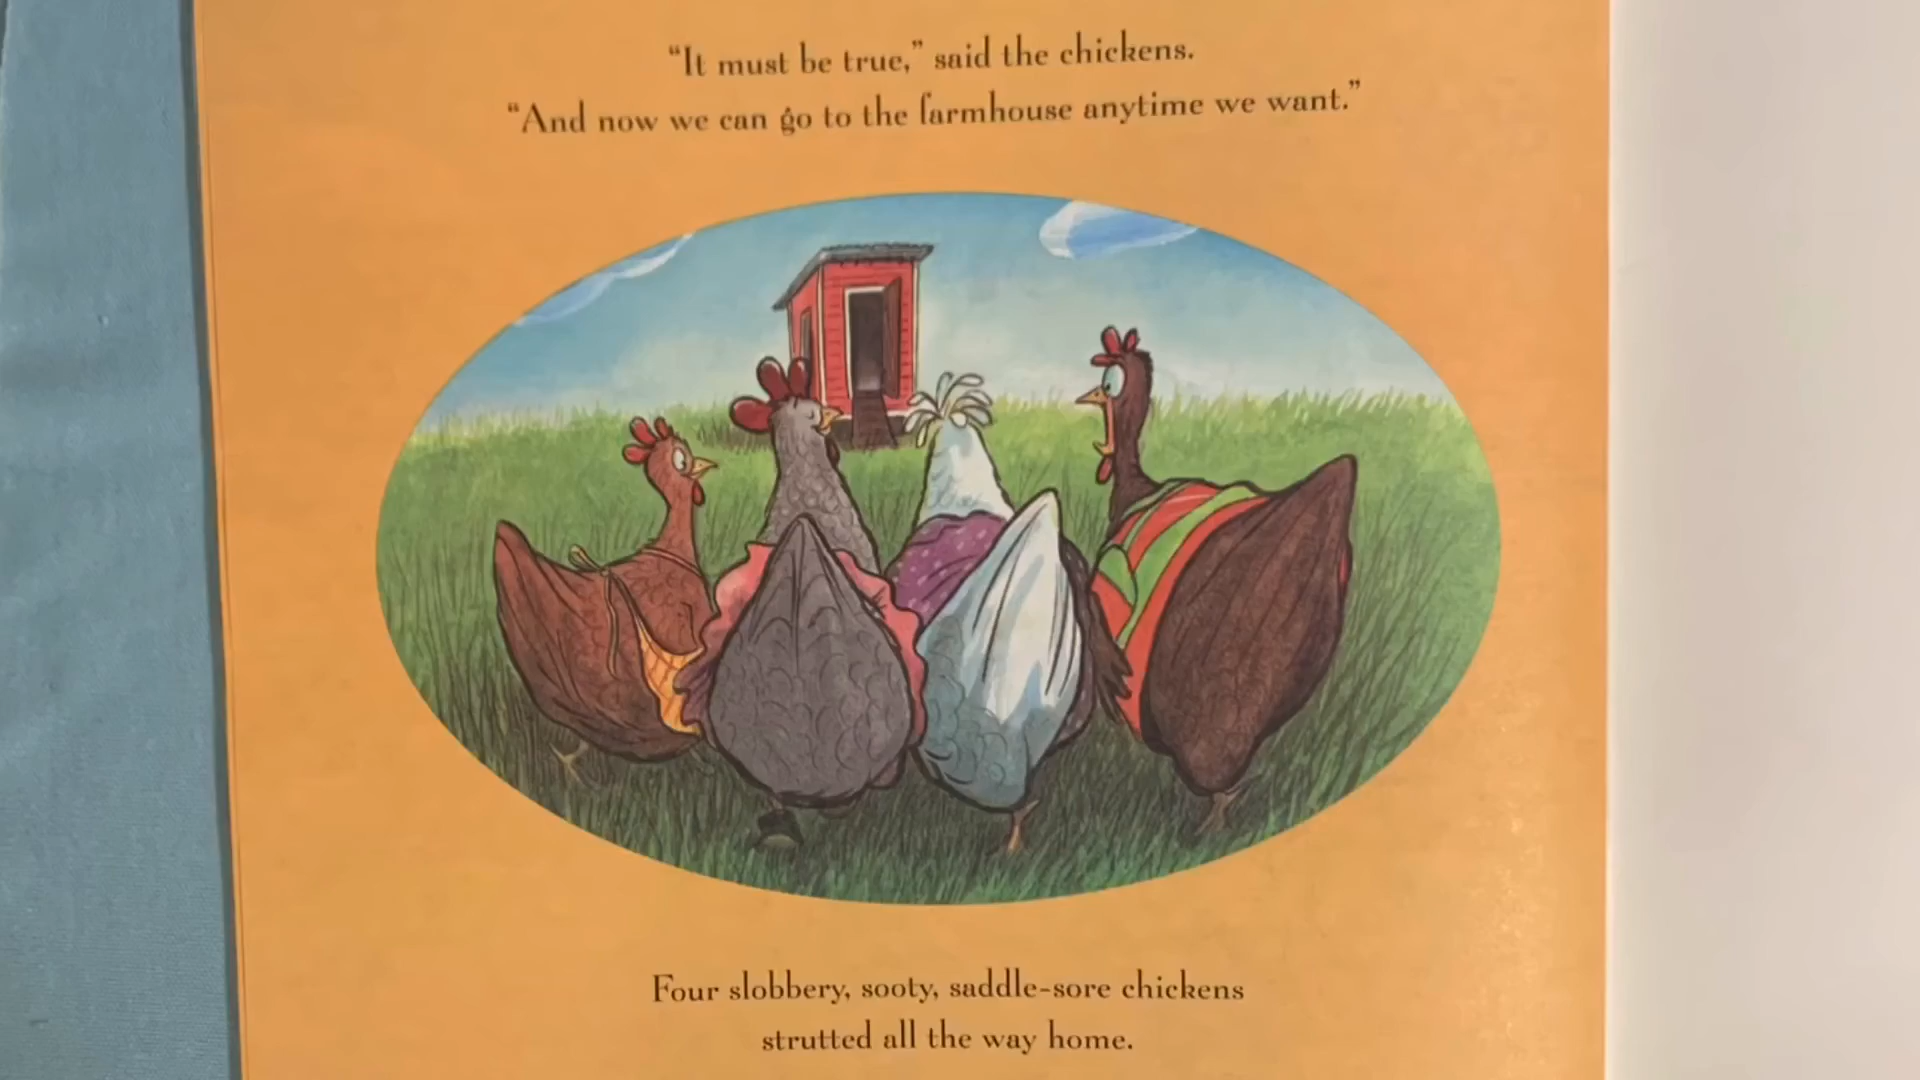 “It must be true,” said the chickens.
“And now we can go to the farmhouse anytime we want.”
Four slobbery, sooty, saddle-sore chickens
strutted all the way home.